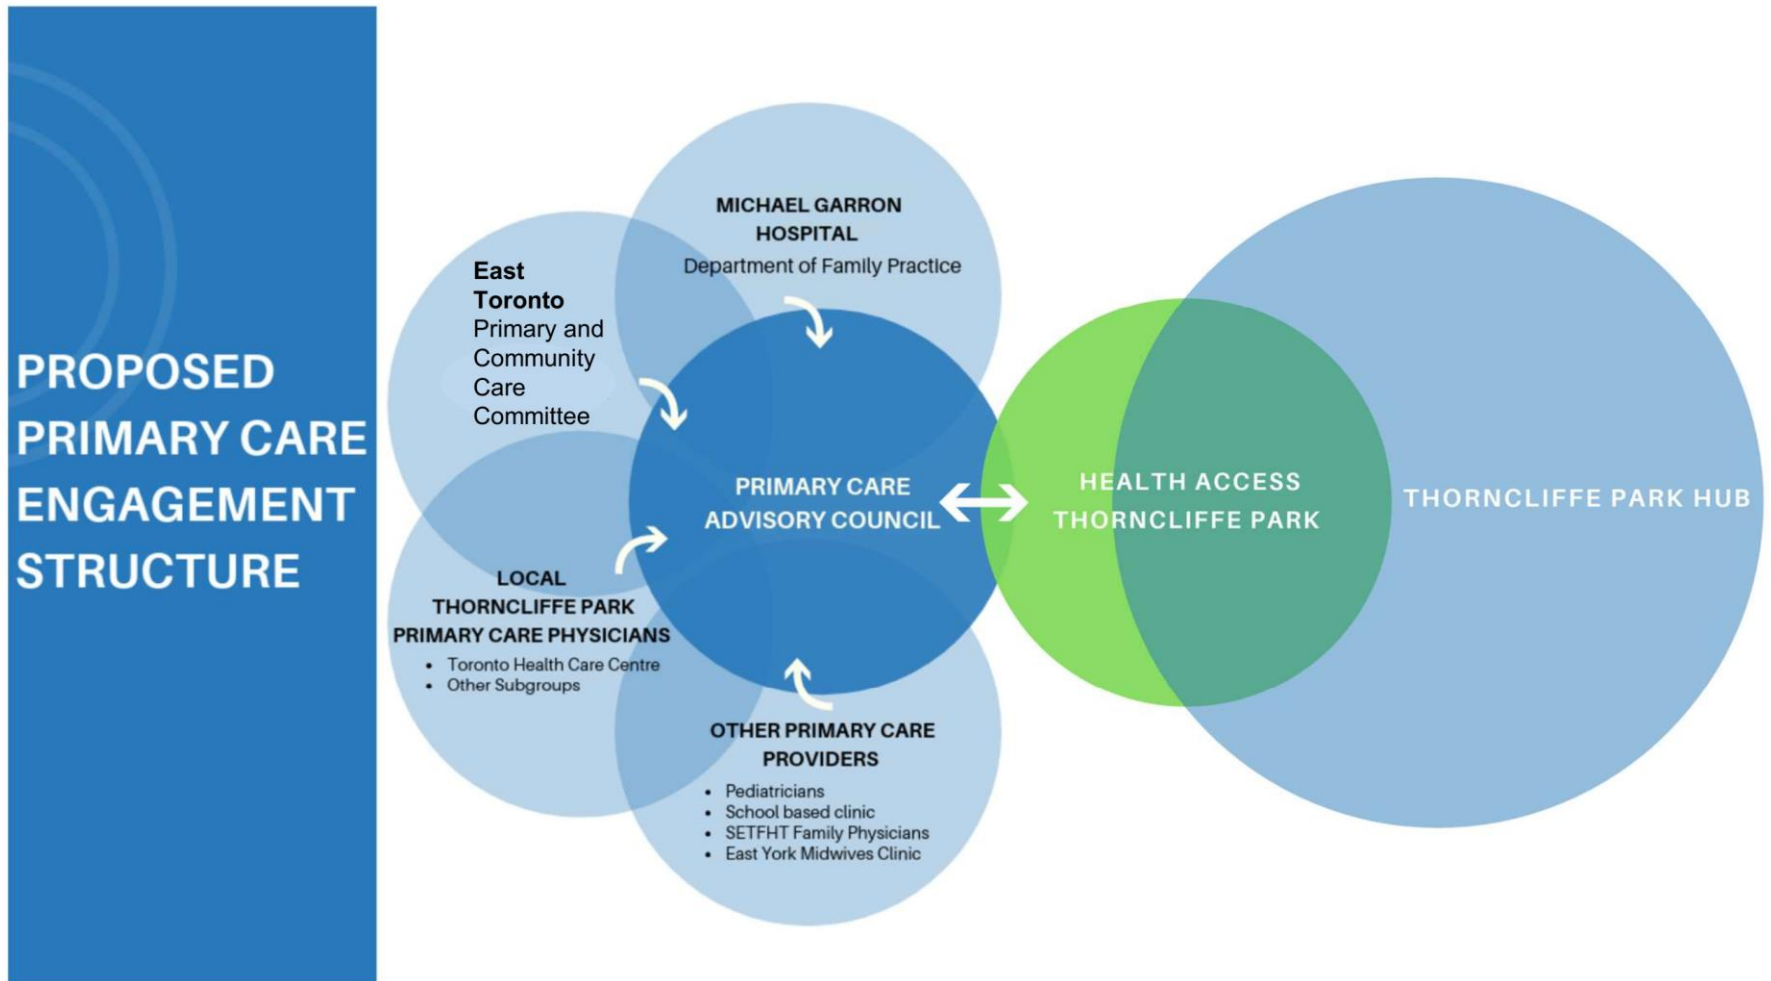 PROPOSED
PRIMARY CARE
ENGAGEMENT
STRUCTURE
MICHAEL GARRON
HOSPITAL
Department of Family Practice
East
Toronto
Primary and
Community
Care
Committee
PRIMARY CARE
ADVISORY COUNCIL
HEALTH ACCESS
THORNCLIFFE PARK
THORNCLIFFE PARK HUB
LOCAL
THORNCLIFFE PARK
PRIMARY CARE PHYSICIANS
• Toronto Health Care Centre
• Other Subgroups
OTHER PRIMARY CARE
PROVIDERS
• Pediatricians
• School based clinic
• SETFHT Family Physicians
• East York Midwives Clinic